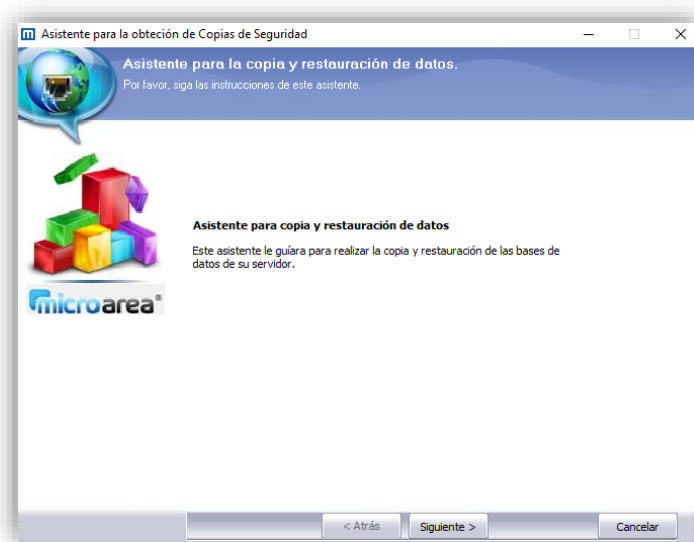 Asistente para la obteción de Copias de Seguridad
Asistente para la copia y restauración de datos.
Por favor, siga las instrucciones de este asistente.
Asistente para copia y restauración de datos
Este asistente le guíara para realizar la copia y restauración de las bases de
datos de su servidor.
microarea®
< Atrás Siguiente > Cancelar